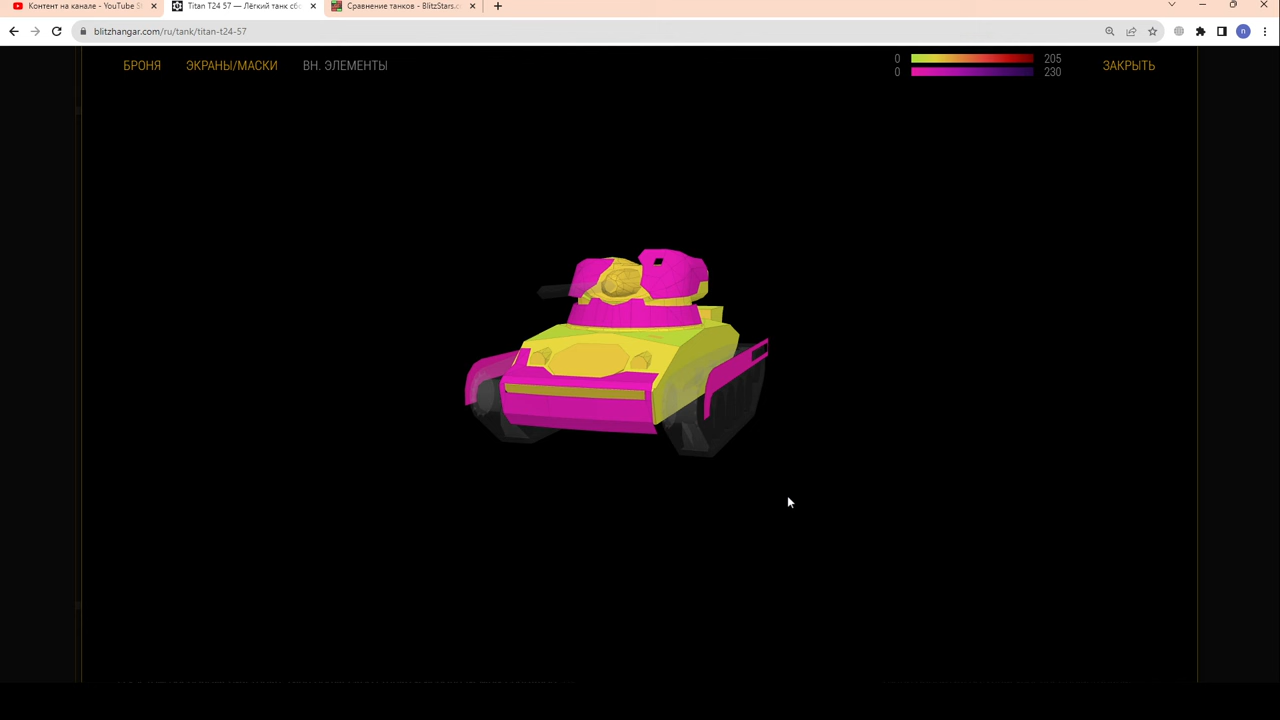 Контент на канале - YouTube S
Titan T24 57 — Лёгкий танк сбо
Сравнение танков - BlitzStars.c
blitzhangar.com/ru/tank/titan-t24-57
n
БРОНЯ
ЭКРАНЫ/МАСКИ
ВН. ЭЛЕМЕНТЫ
0 205
0 230
ЗАКРЫТЬ